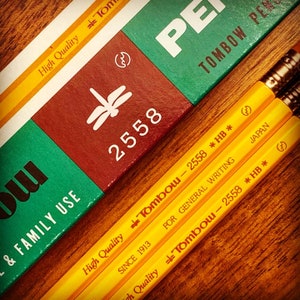 High Quality
PEN
TOMBOW PEN
2558
OW
& FAMILY USE
High Quality Tombow 2558 * HB *
SINCE 1913 FOR GENERAL WRITING JAPAN
High Quality Tombow 2558 * HB *